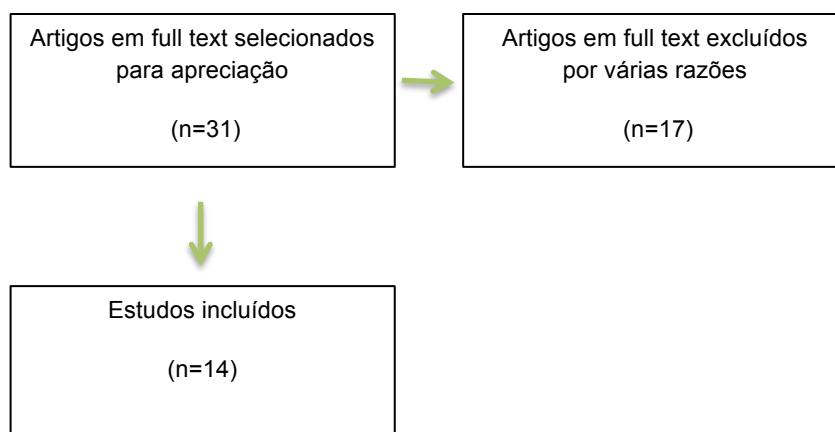 Artigos em full text selecionados
para apreciação
(n=31)
Artigos em full text excluídos
por várias razões
(n=17)
Estudos incluídos
(n=14)